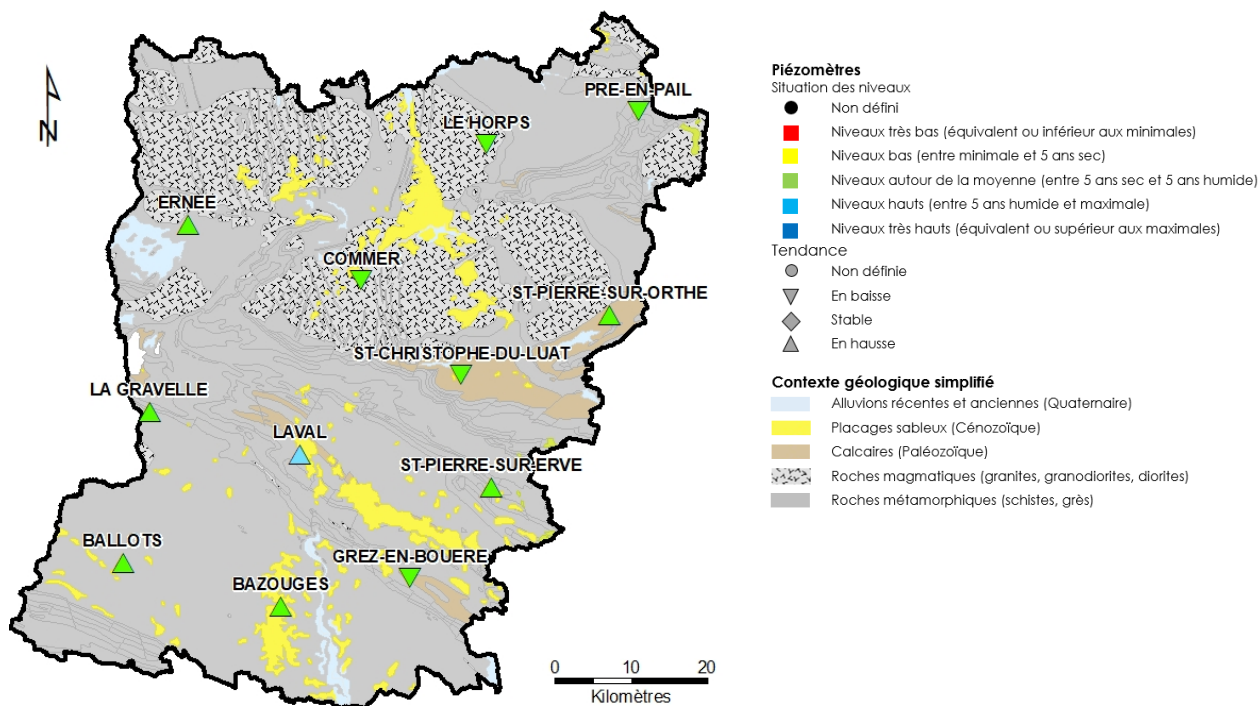 N
PRE-EN-PAIL
LE HORPS
ERNEE
COMMER
ST-PIERRE-SUR-ORTHE
ST-CHRISTOPHE-DU-LUAT
LA GRAVELLE
LAVAL
ST-PIERRE-SUR-ERVE
BALLOTS
GREZ-EN-BOUERE
BAZOUGES
0 10 20
Kilomètres
Piézomètres
Situation des niveaux
Non défini
Niveaux très bas (équivalent ou inférieur aux minimales)
Niveaux bas (entre minimale et 5 ans sec)
Niveaux autour de la moyenne (entre 5 ans sec et 5 ans humide)
Niveaux hauts (entre 5 ans humide et maximale)
Niveaux très hauts (équivalent ou supérieur aux maximales)
Tendance
Non définie
En baisse
Stable
En hausse
Contexte géologique simplifié
Alluvions récentes et anciennes (Quaternaire)
Placages sableux (Cénozoïque)
Calcaires (Paléozoïque)
Roches magmatiques (granites, granodiorites, diorites)
Roches métamorphiques (schistes, grès)